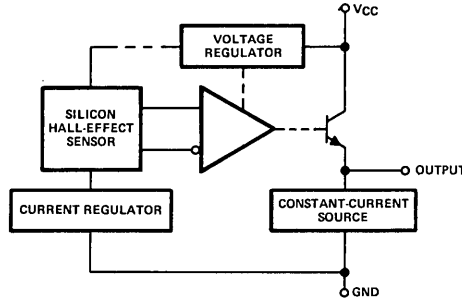 VCC
VOLTAGE
REGULATOR
SILICON
HALL-EFFECT
SENSOR
OUTPUT
CURRENT REGULATOR
CONSTANT-CURRENT
SOURCE
GND